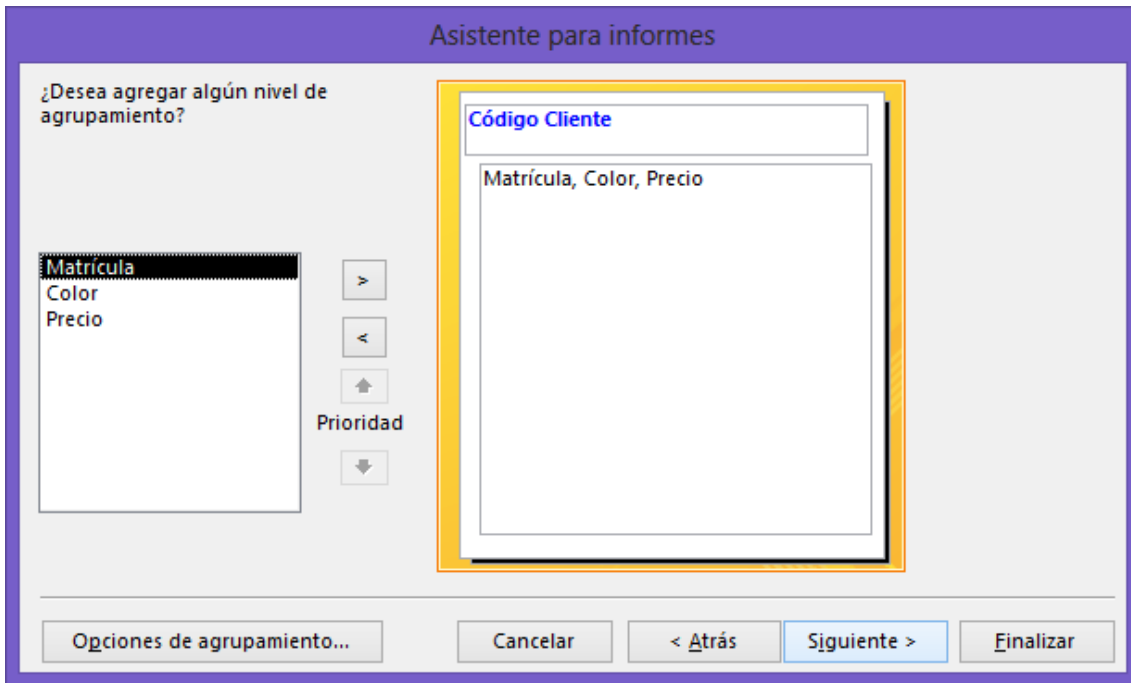 Asistente para informes
¿Desea agregar algún nivel de
agrupamiento?
Código Cliente
Matrícula, Color, Precio
Matrícula
Color
Precio
>
<
Prioridad
Opciones de agrupamiento...
Cancelar
< Atrás
Siguiente >
Finalizar